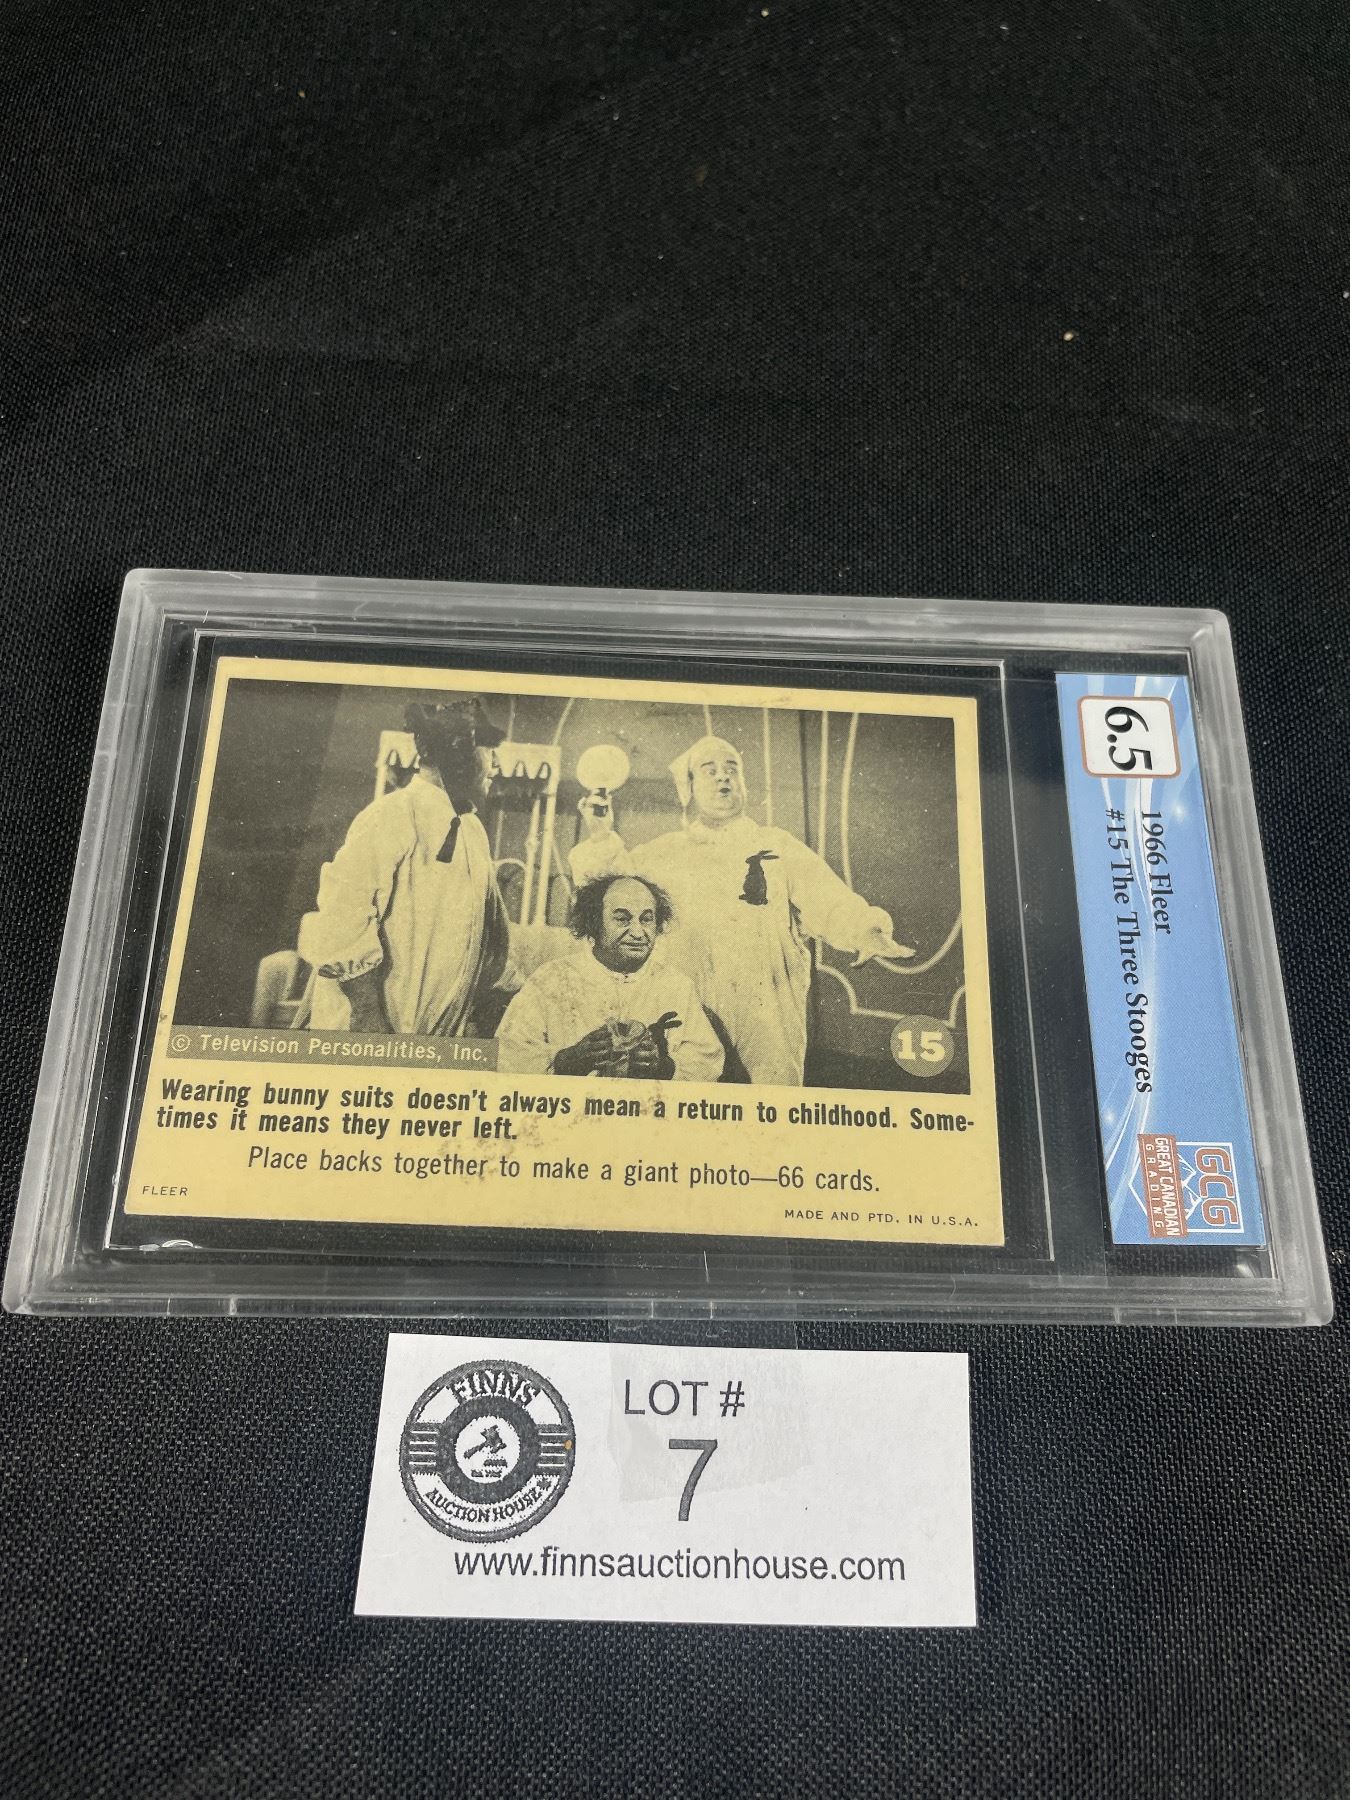 © Television Personalities, Inc.
15
Wearing bunny suits doesn't always mean a return to childhood. Some-
times it means they never left.
Place backs together to make a giant photo—66 cards.
FLEER
MADE AND PTD. IN U.S.A.
6.5
1966 Fleer
#15 The Three Stooges
GCG
GREAT CANADIAN
GRADING
FINNS
AUCTION HOUSE
LOT #
7
www.finnsauctionhouse.com